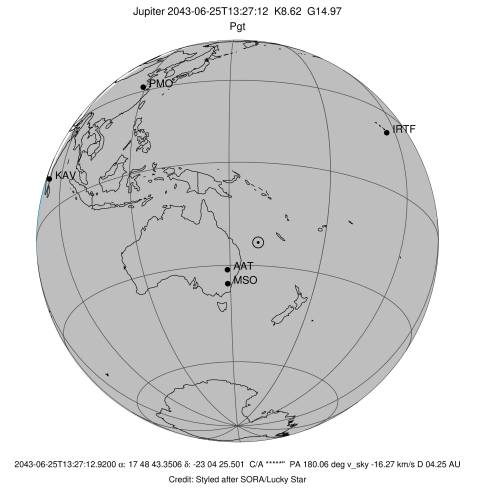 Jupiter 2043-06-25T13:27:12 K8.62 G14.97
Pgt
PMO
IRTF
KAV
AAT
MSO
2043-06-25T13:27:12.9200 α: 17 48 43.3506 δ: -23 04 25.501 C/A *****" PA 180.06 deg v_sky -16.27 km/s D 04.25 AU
Credit: Styled after SORA/Lucky Star